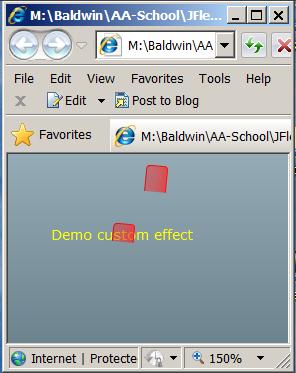 M:\Baldwin\AA-School\JFle...
M:\Baldwin\AA
File Edit View Favorites Tools Help
x Edit Post to Blog
Favorites M:\Baldwin\AA-School\JFl
Demo custom effect
Internet | Protecte 150%